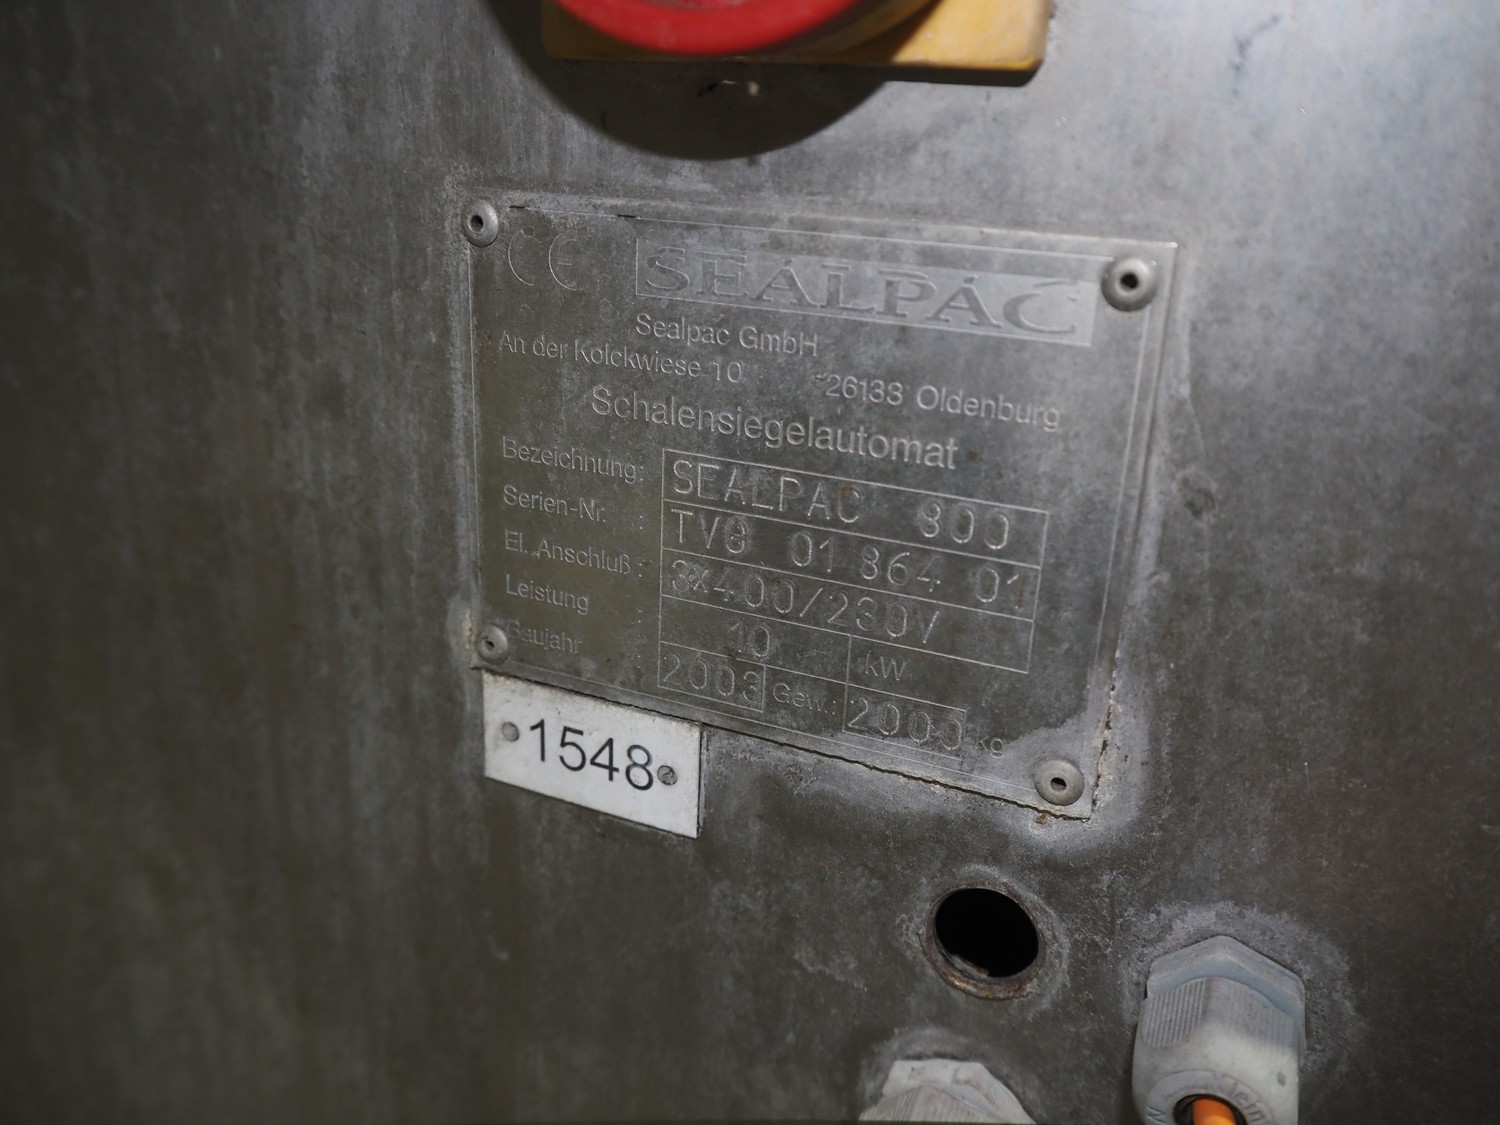 CE SEALPAC
Sealpac GmbH
An der Kolckwiese 10 26133 Oldenburg
Schalensiegelautomat
Bezeichnung: SEALPAC 800
Serien-Nr. : 01 864 01
El. Anschluß : 3x400/230V
Leistung : 10 kW
Baujahr : 2003 Gew.: 2000 kg
1548